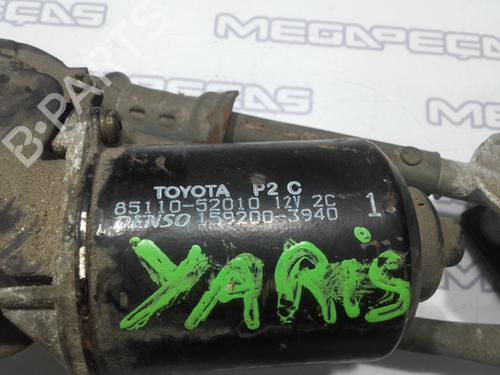 MEGAPEÇAS
B-PARTS
MEGAPEÇAS
TOYOTA P2 C
85110-52010 12V 2C
DENSO 159200-3940 1
YARIS